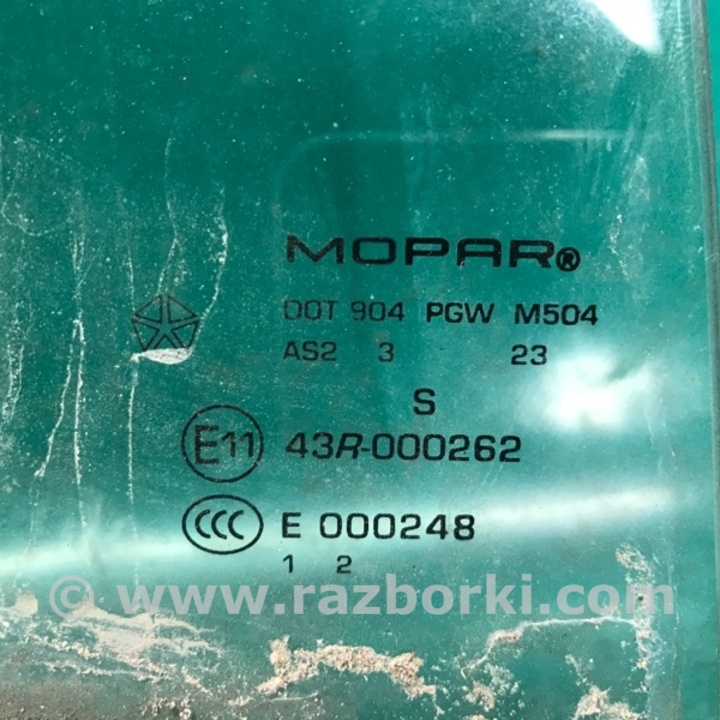 MOPAR®
DOT 904 PGW M504
AS2 3 23
S
E11 43R-000262
CCC E 000248
1 2
© www.razborki.com